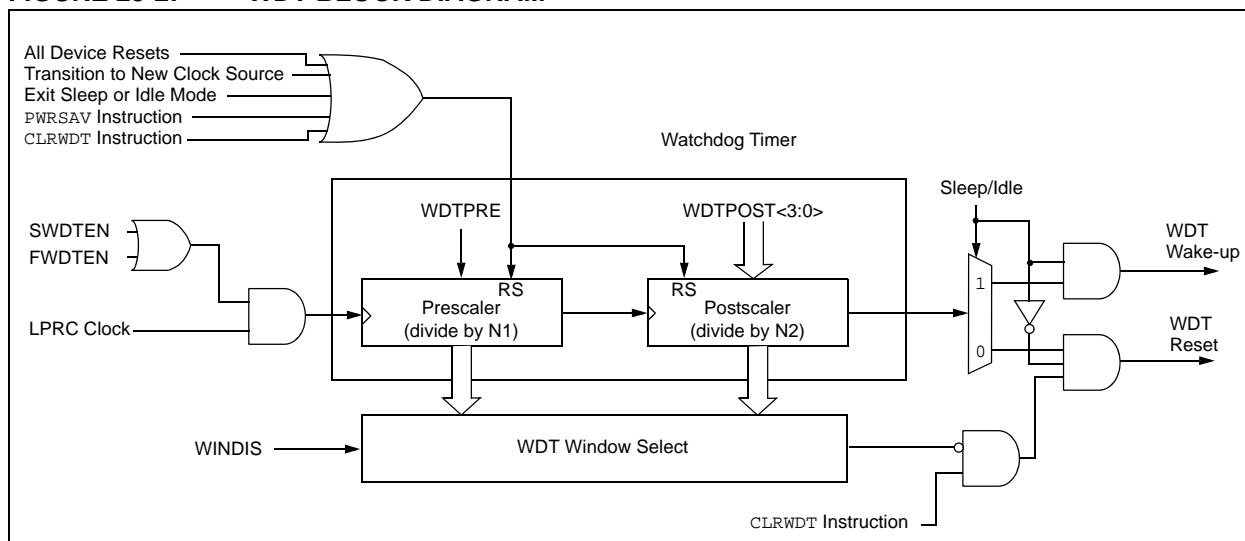 All Device Resets
Transition to New Clock Source
Exit Sleep or Idle Mode
PWRSAV Instruction
CLRWDT Instruction
Watchdog Timer
Sleep/Idle
WDTPRE
WDTPOST<3:0>
SWDTEN
FWDTEN
WDT
Wake-up
RS
RS
1
Prescaler
(divide by N1)
Postscaler
(divide by N2)
LPRC Clock
0
WDT
Reset
WINDIS
WDT Window Select
CLRWDT Instruction